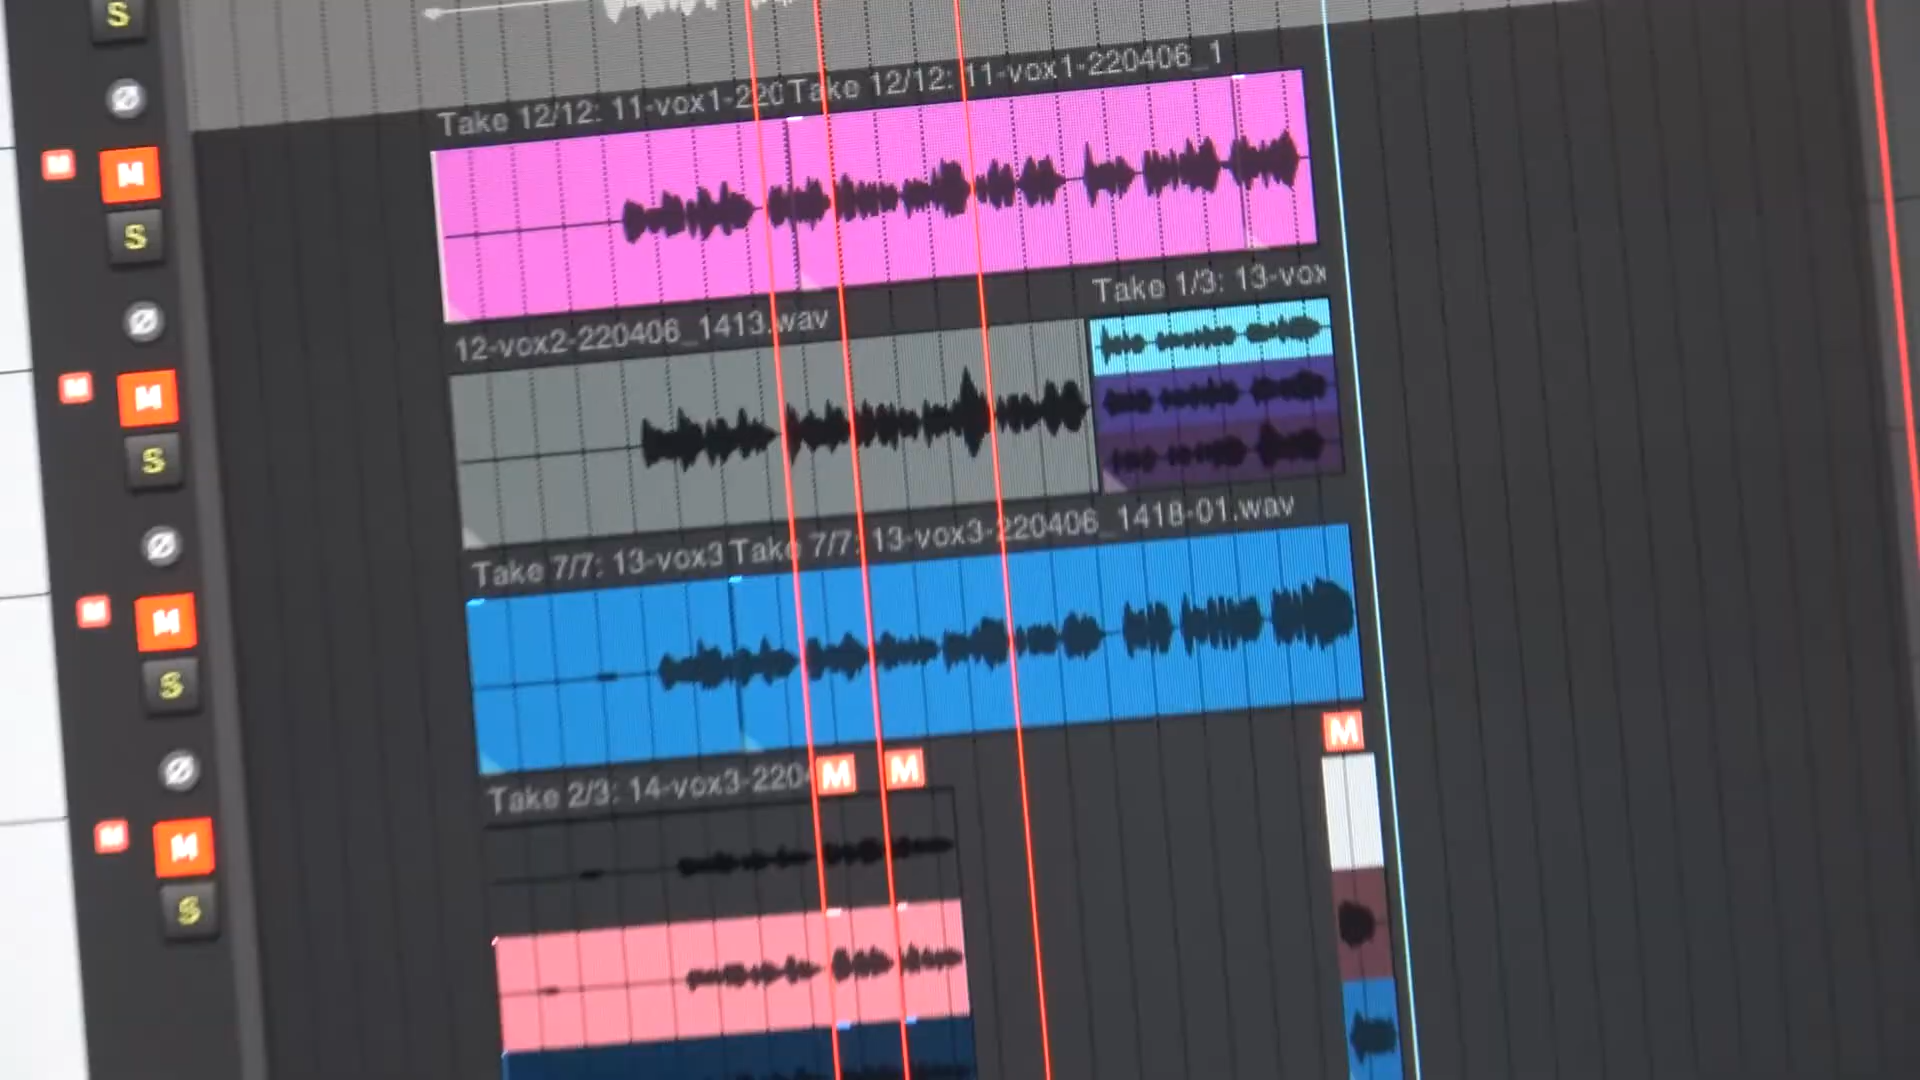 S
Take 12/12: 11-vox1-220 Take 12/12: 11-vox1-220406_1
M M
S
Take 1/3: 13-vox
12-vox2-220406_1413.wav
M M
S
Take 7/7: 13-vox3 Take 7/7: 13-vox3-220406_1418-01.wav
M M
S
M
Take 2/3: 14-vox3-220 M M
M M
S